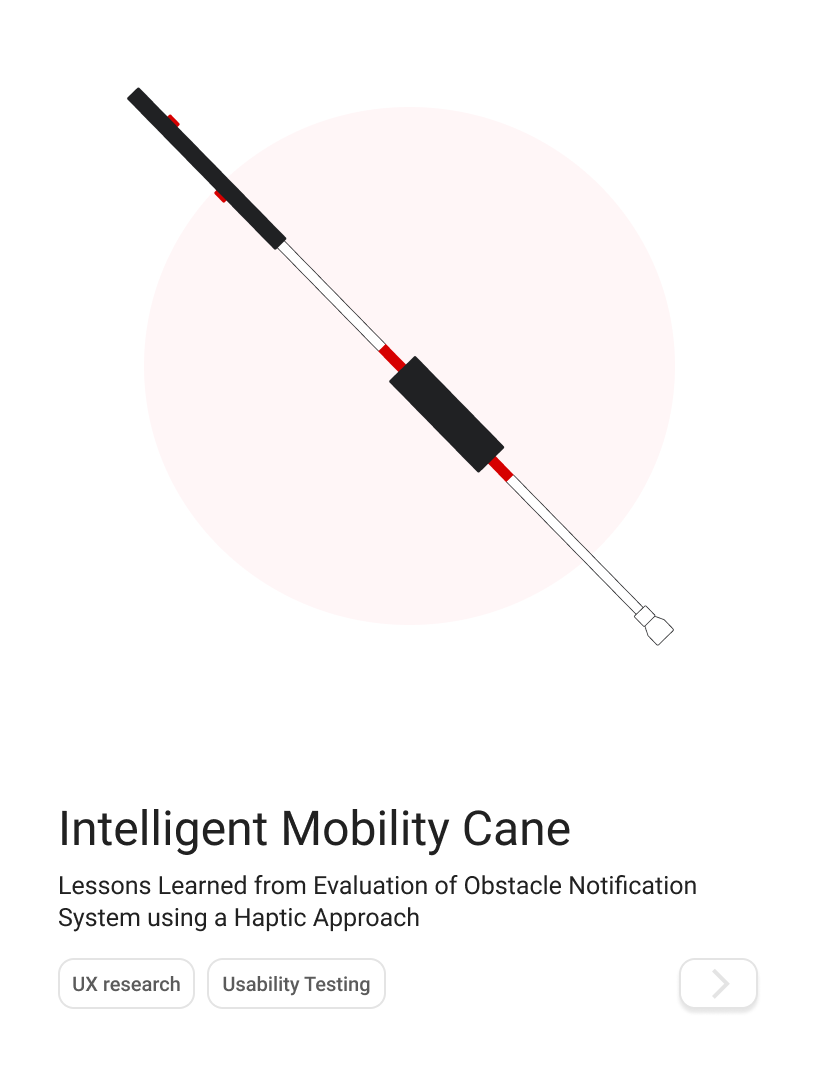 Intelligent Mobility Cane
Lessons Learned from Evaluation of Obstacle Notification
System using a Haptic Approach
UX research
Usability Testing